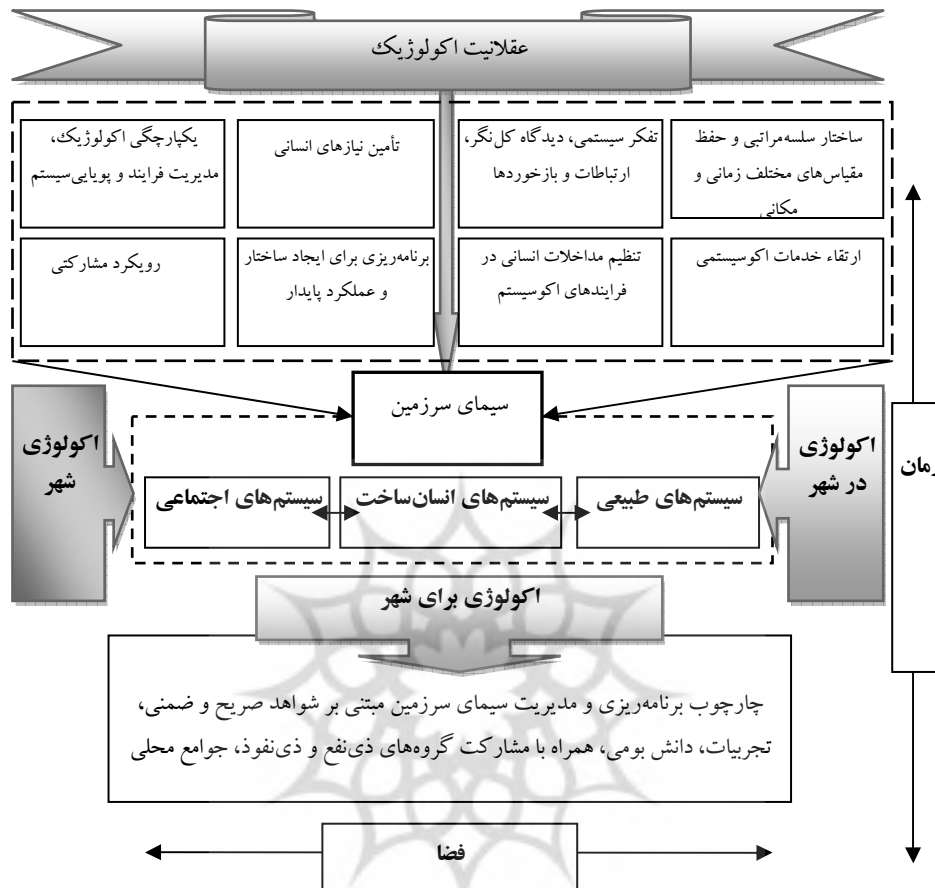 عقلانیت اکولوژیک
ساختار سلسه‌مراتبی و حفظ
مقیاس‌های مختلف زمانی و
مکانی
تفکر سیستمی، دیدگاه کل‌نگر،
ارتباطات و بازخوردها
تأمین نیازهای انسانی
یکپارچگی اکولوژیک،
مدیریت فرایند و پویایی‌سیستم
ارتقاء خدمات اکوسیستمی
تنظیم مداخلات انسانی در
فرایندهای اکوسیستم
برنامه‌ریزی برای ایجاد ساختار
و عملکرد پایدار
رویکرد مشارکتی
سیمای سرزمین
زمان
اکولوژی
در شهر
اکولوژی
شهر
سیستم‌های طبیعی
سیستم‌های انسان‌ساخت
سیستم‌های اجتماعی
اکولوژی برای شهر
چارچوب برنامه‌ریزی و مدیریت سیمای سرزمین مبتنی بر شواهد صریح و ضمنی،
تجربیات، دانش بومی، همراه با مشارکت گروه‌های ذی‌نفع و ذی‌نفوذ، جوامع محلی
فضا